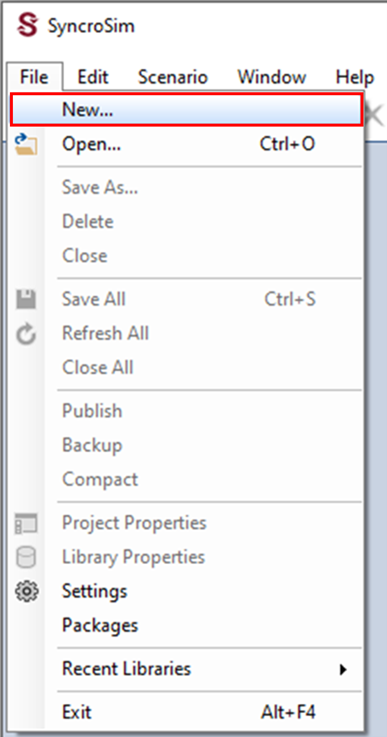 SyncroSim
File Edit Scenario Window Help
New...
Open... Ctrl+O
Save As...
Delete
Close
Save All Ctrl+S
Refresh All
Close All
Publish
Backup
Compact
Project Properties
Library Properties
Settings
Packages
Recent Libraries
Exit Alt+F4